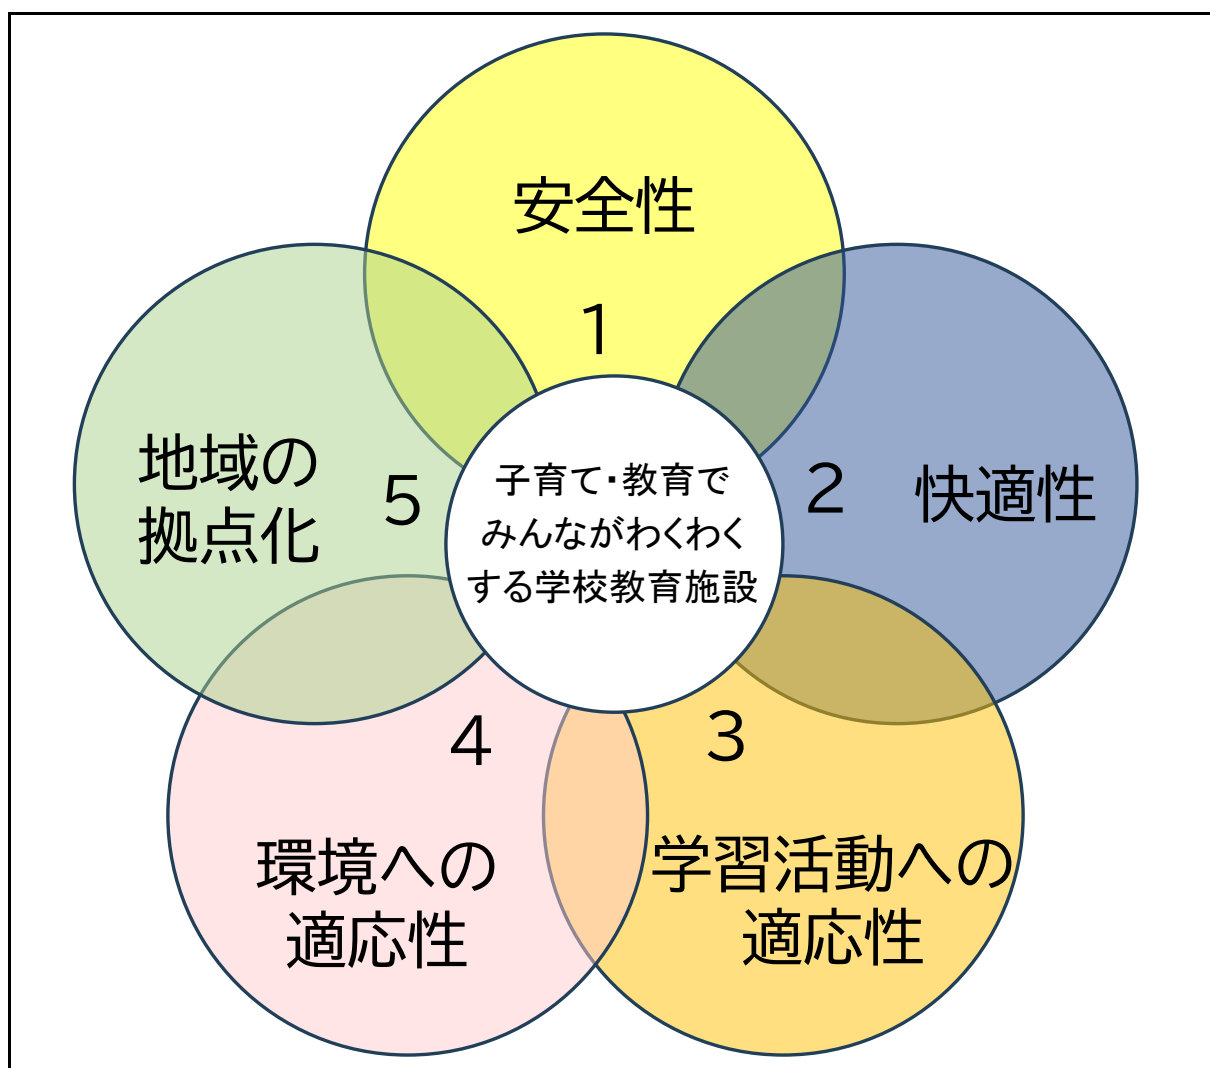 安全性
1
2
快適性
3
学習活動への
適応性
4
環境への
適応性
5
地域の
拠点化
子育て・教育で
みんながわくわく
する学校教育施設